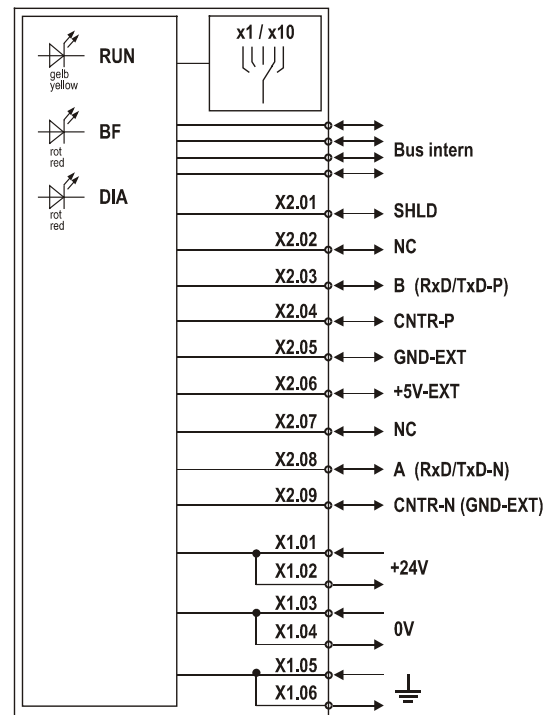 x1 / x10
RUN
gelb
yellow
BF
rot
red
Bus intern
DIA
rot
red
X2.01 SHLD
X2.02 NC
X2.03 B (RxD/TxD-P)
X2.04 CNTR-P
X2.05 GND-EXT
X2.06 +5V-EXT
X2.07 NC
X2.08 A (RxD/TxD-N)
X2.09 CNTR-N (GND-EXT)
X1.01
+24V
X1.02
X1.03
0V
X1.04
X1.05
X1.06